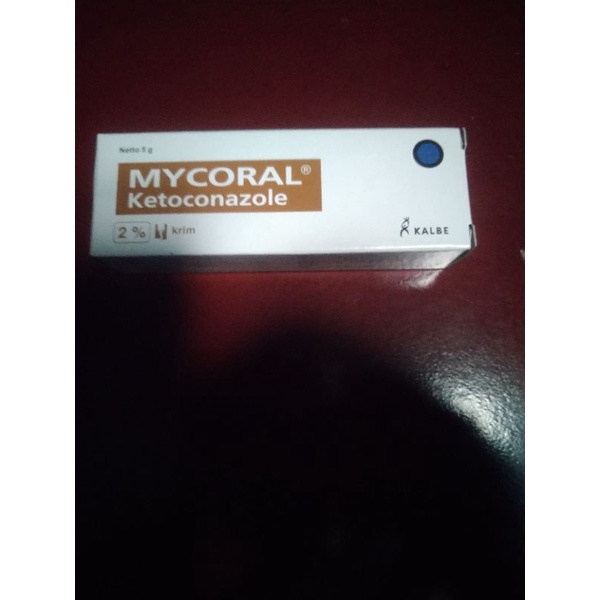 Netto 5 g
MYCORAL®
Ketoconazole
2 % krim
KALBE